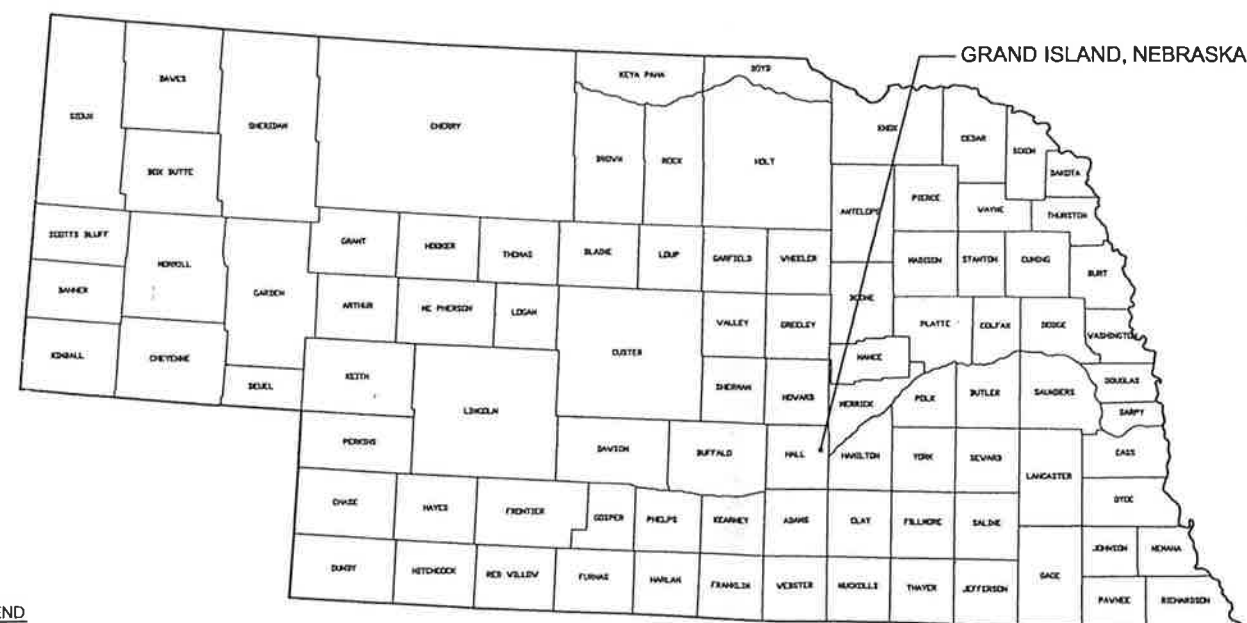 GRAND ISLAND, NEBRASKA
KEYA PAHA
BOYD
DAWES
SIOUX
SHERIDAN
CHERRY
KNOX
CEDAR
DIXON
BROWN
ROCK
HOLT
BOX BUTTE
DAKOTA
ANTELOPE
PIERCE
WAYNE
THURSTON
SCOTTS BLUFF
MORRILL
GRANT
HOOKER
THOMAS
BLAINE
LOUP
GARFIELD
WHEELER
MADISON
STANTON
CUMING
BURT
BANNER
GARDEN
ARTHUR
MC PHERSON
LOGAN
BOONE
VALLEY
GREELEY
PLATTE
COLFAX
DODGE
WASHINGTON
KIMBALL
CHEYENNE
CUSTER
NANCE
KEITH
DEUEL
LINCOLN
SHERMAN
HOWARD
MERRICK
POLK
BUTLER
SAUNDERS
DOUGLAS
SARPY
PERKINS
DAWSON
BUFFALO
HALL
HAMILTON
YORK
SEWARD
LANCASTER
CASS
OTOE
CHASE
HAYES
FRONTIER
GOSPER
PHELPS
KEARNEY
ADAMS
CLAY
FILLMORE
SALINE
JOHNSON
NEMAHA
DUNDY
HITCHCOCK
RED WILLOW
FURNAS
HARLAN
FRANKLIN
WEBSTER
NUCKOLLS
THAYER
JEFFERSON
GAGE
PAWNEE
RICHARDSON
END